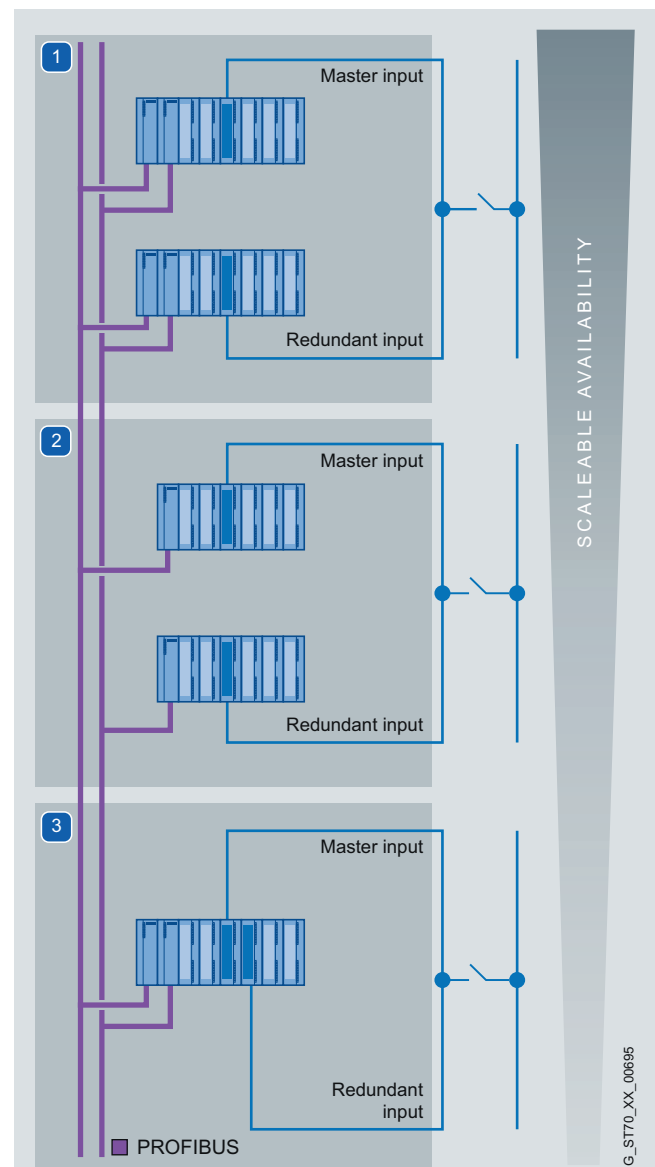 1
Master input
Redundant input
2
Master input
Redundant input
3
Master input
Redundant
input
PROFIBUS
SCALEABLE AVAILABILITY
G_ST70_XX_00695